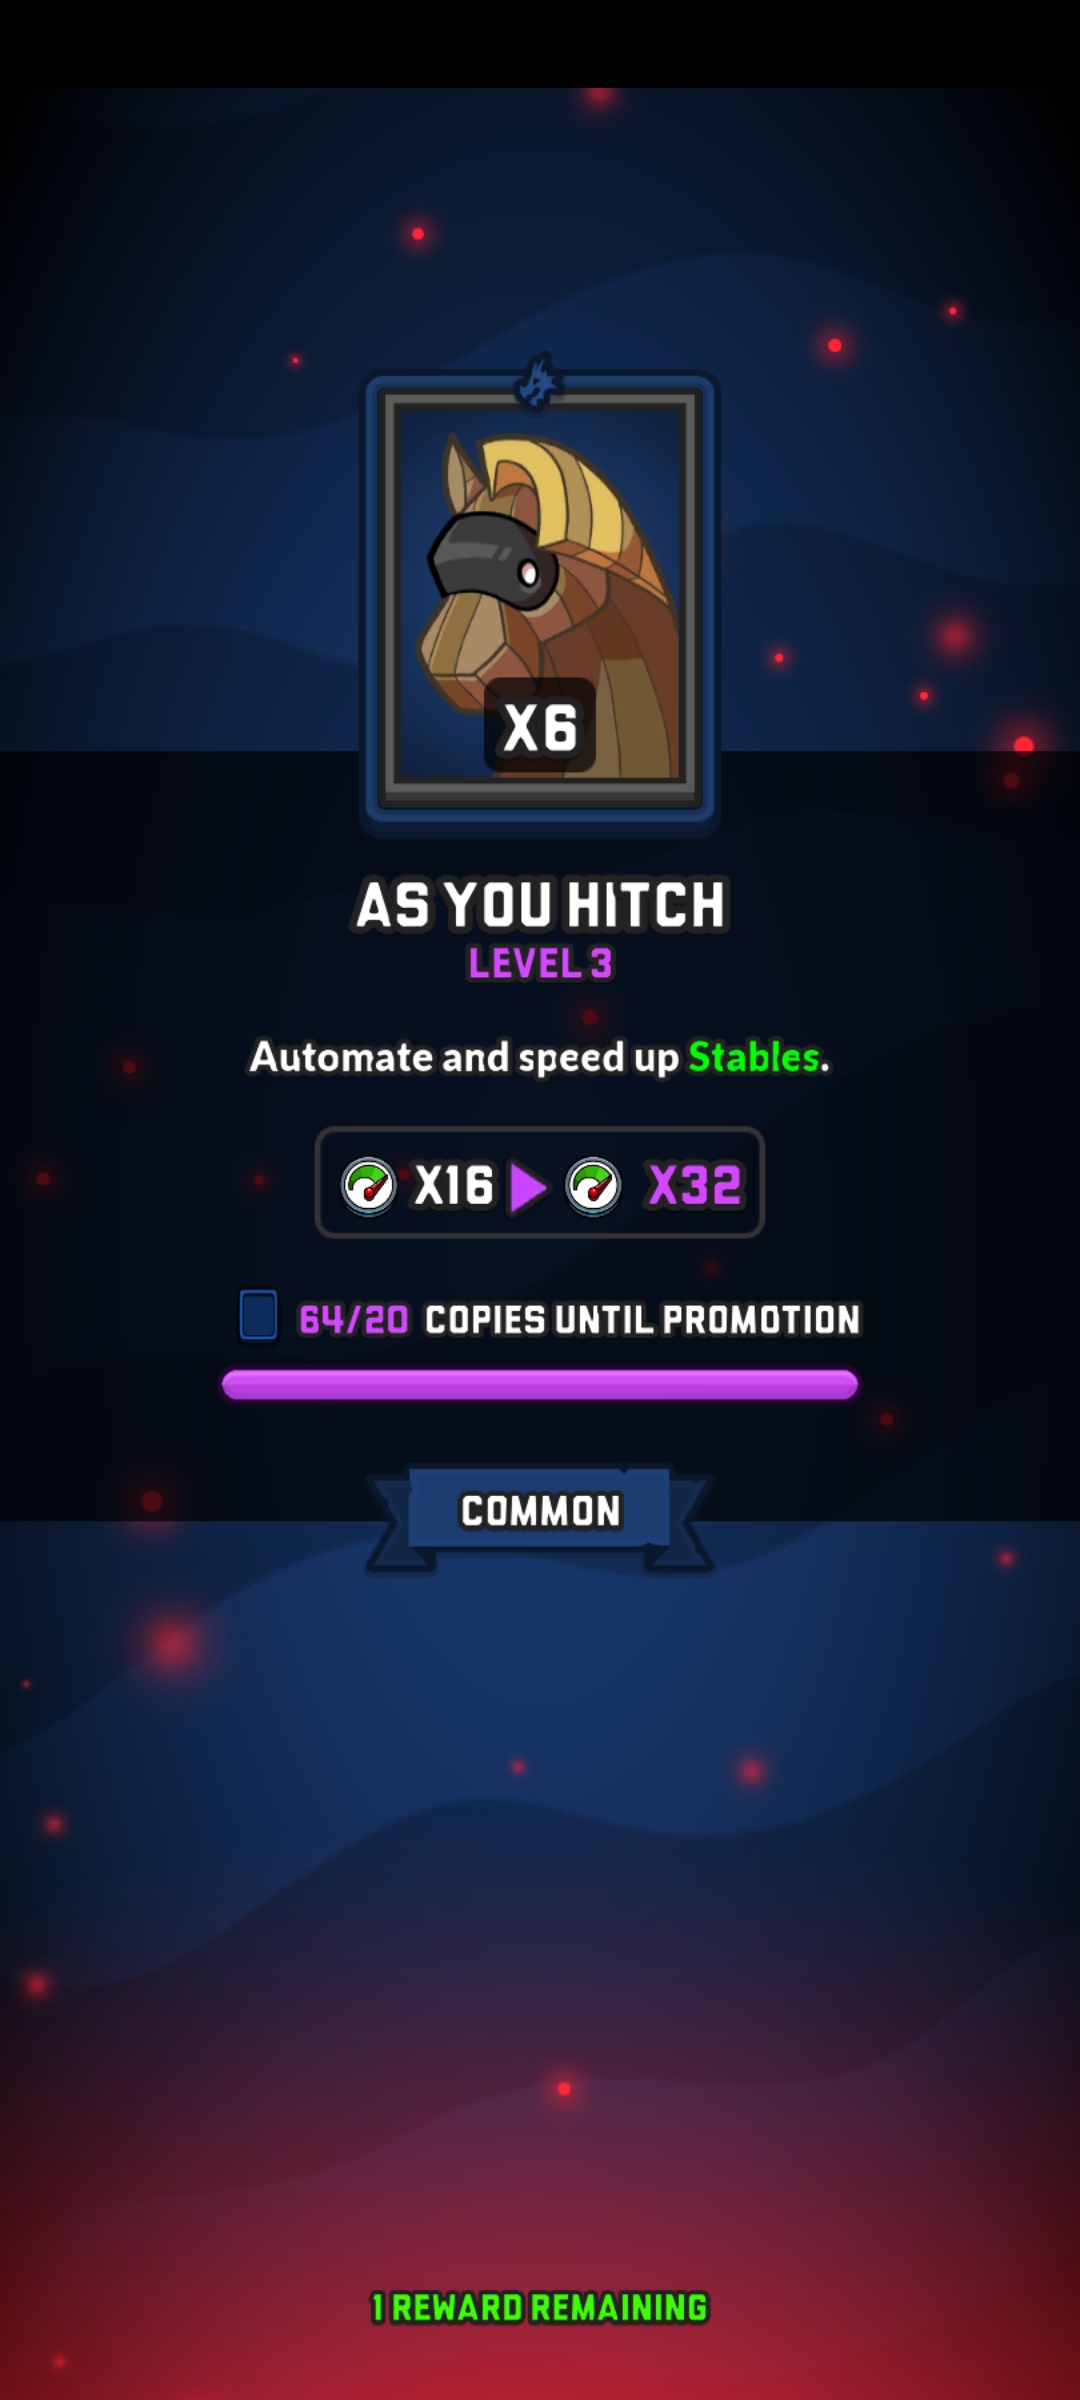 X6
AS YOU HITCH
LEVEL 3
Automate and speed up Stables.
X16 X32
64/20 COPIES UNTIL PROMOTION
COMMON
1 REWARD REMAINING